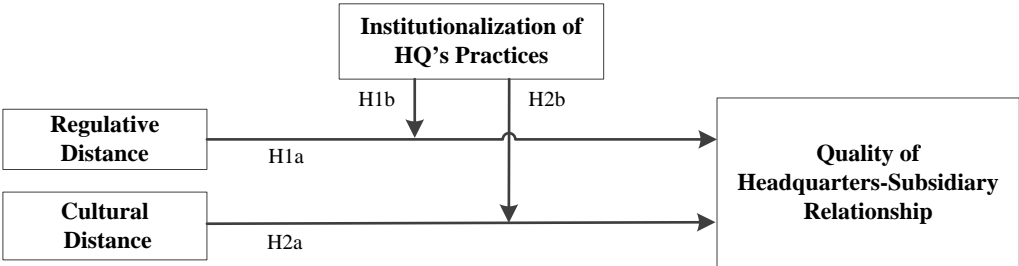 Institutionalization of
HQ's Practices
H1b
H2b
Regulative
Distance
H1a
Quality of
Headquarters-Subsidiary
Relationship
Cultural
Distance
H2a